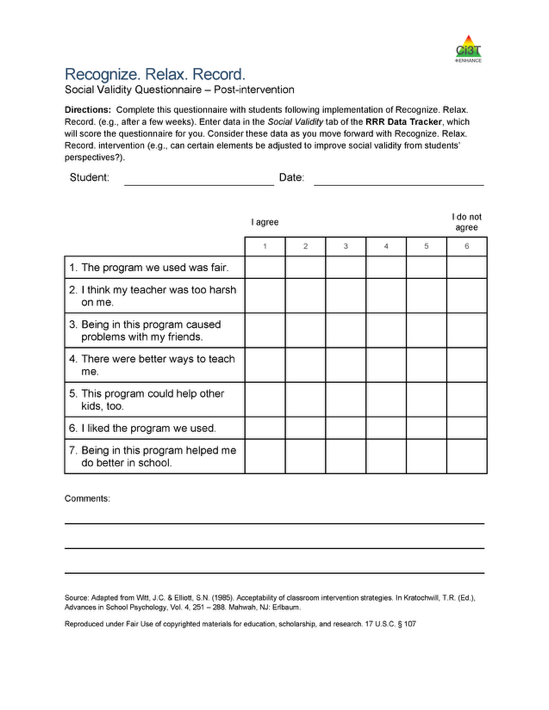 Ci3T
ENHANCE
Recognize. Relax. Record.
Social Validity Questionnaire – Post-intervention
Directions: Complete this questionnaire with students following implementation of Recognize. Relax.
Record. (e.g., after a few weeks). Enter data in the Social Validity tab of the RRR Data Tracker, which
will score the questionnaire for you. Consider these data as you move forward with Recognize. Relax.
Record. intervention (e.g., can certain elements be adjusted to improve social validity from students'
perspectives?).
Student: Date:
I agree
I do not
agree
1 2 3 4 5 6
1. The program we used was fair.
2. I think my teacher was too harsh
on me.
3. Being in this program caused
problems with my friends.
4. There were better ways to teach
me.
5. This program could help other
kids, too.
6. I liked the program we used.
7. Being in this program helped me
do better in school.
Comments:
Source: Adapted from Witt, J.C. & Elliott, S.N. (1985). Acceptability of classroom intervention strategies. In Kratochwill, T.R. (Ed.),
Advances in School Psychology, Vol. 4, 251 – 288. Mahwah, NJ: Erlbaum.
Reproduced under Fair Use of copyrighted materials for education, scholarship, and research. 17 U.S.C. § 107